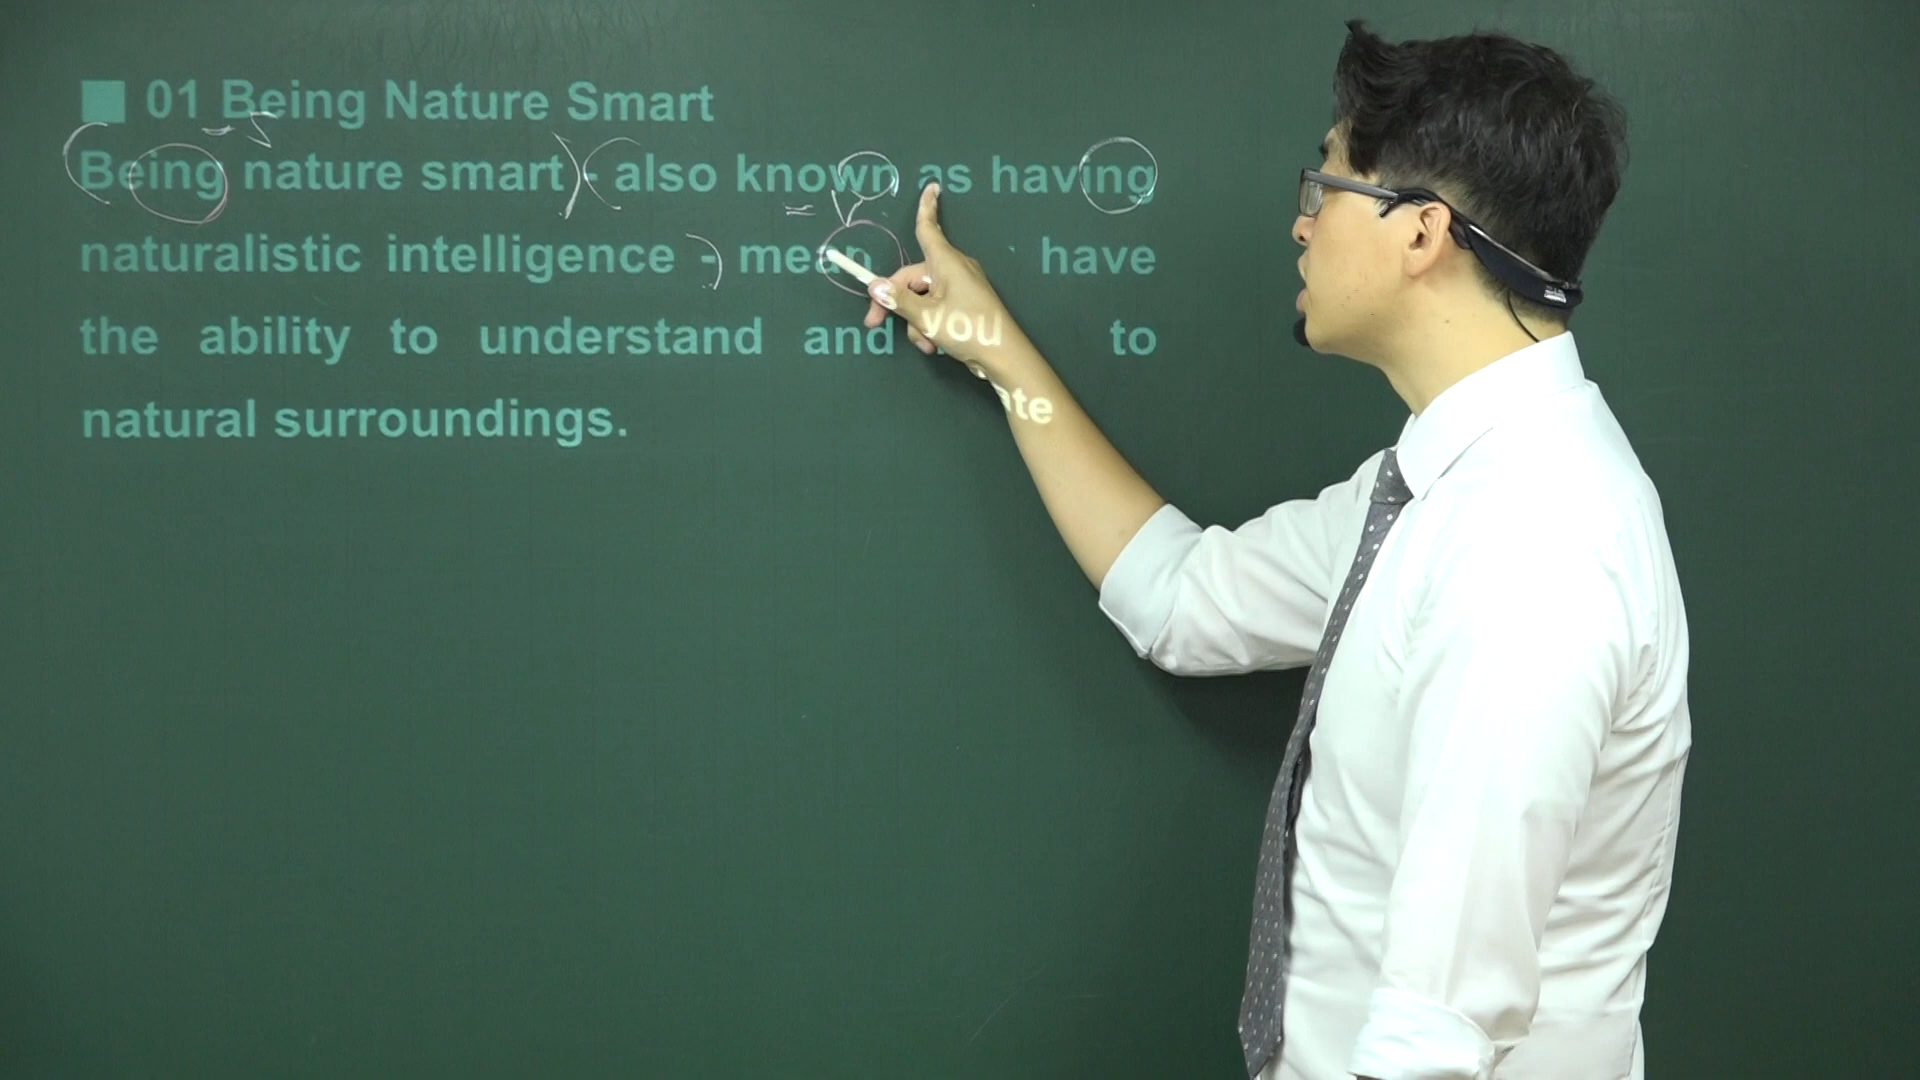 ■ 01 Being Nature Smart
Being nature smart - also known as having
naturalistic intelligence - mean you have
the ability to understand and to
natural surroundings.